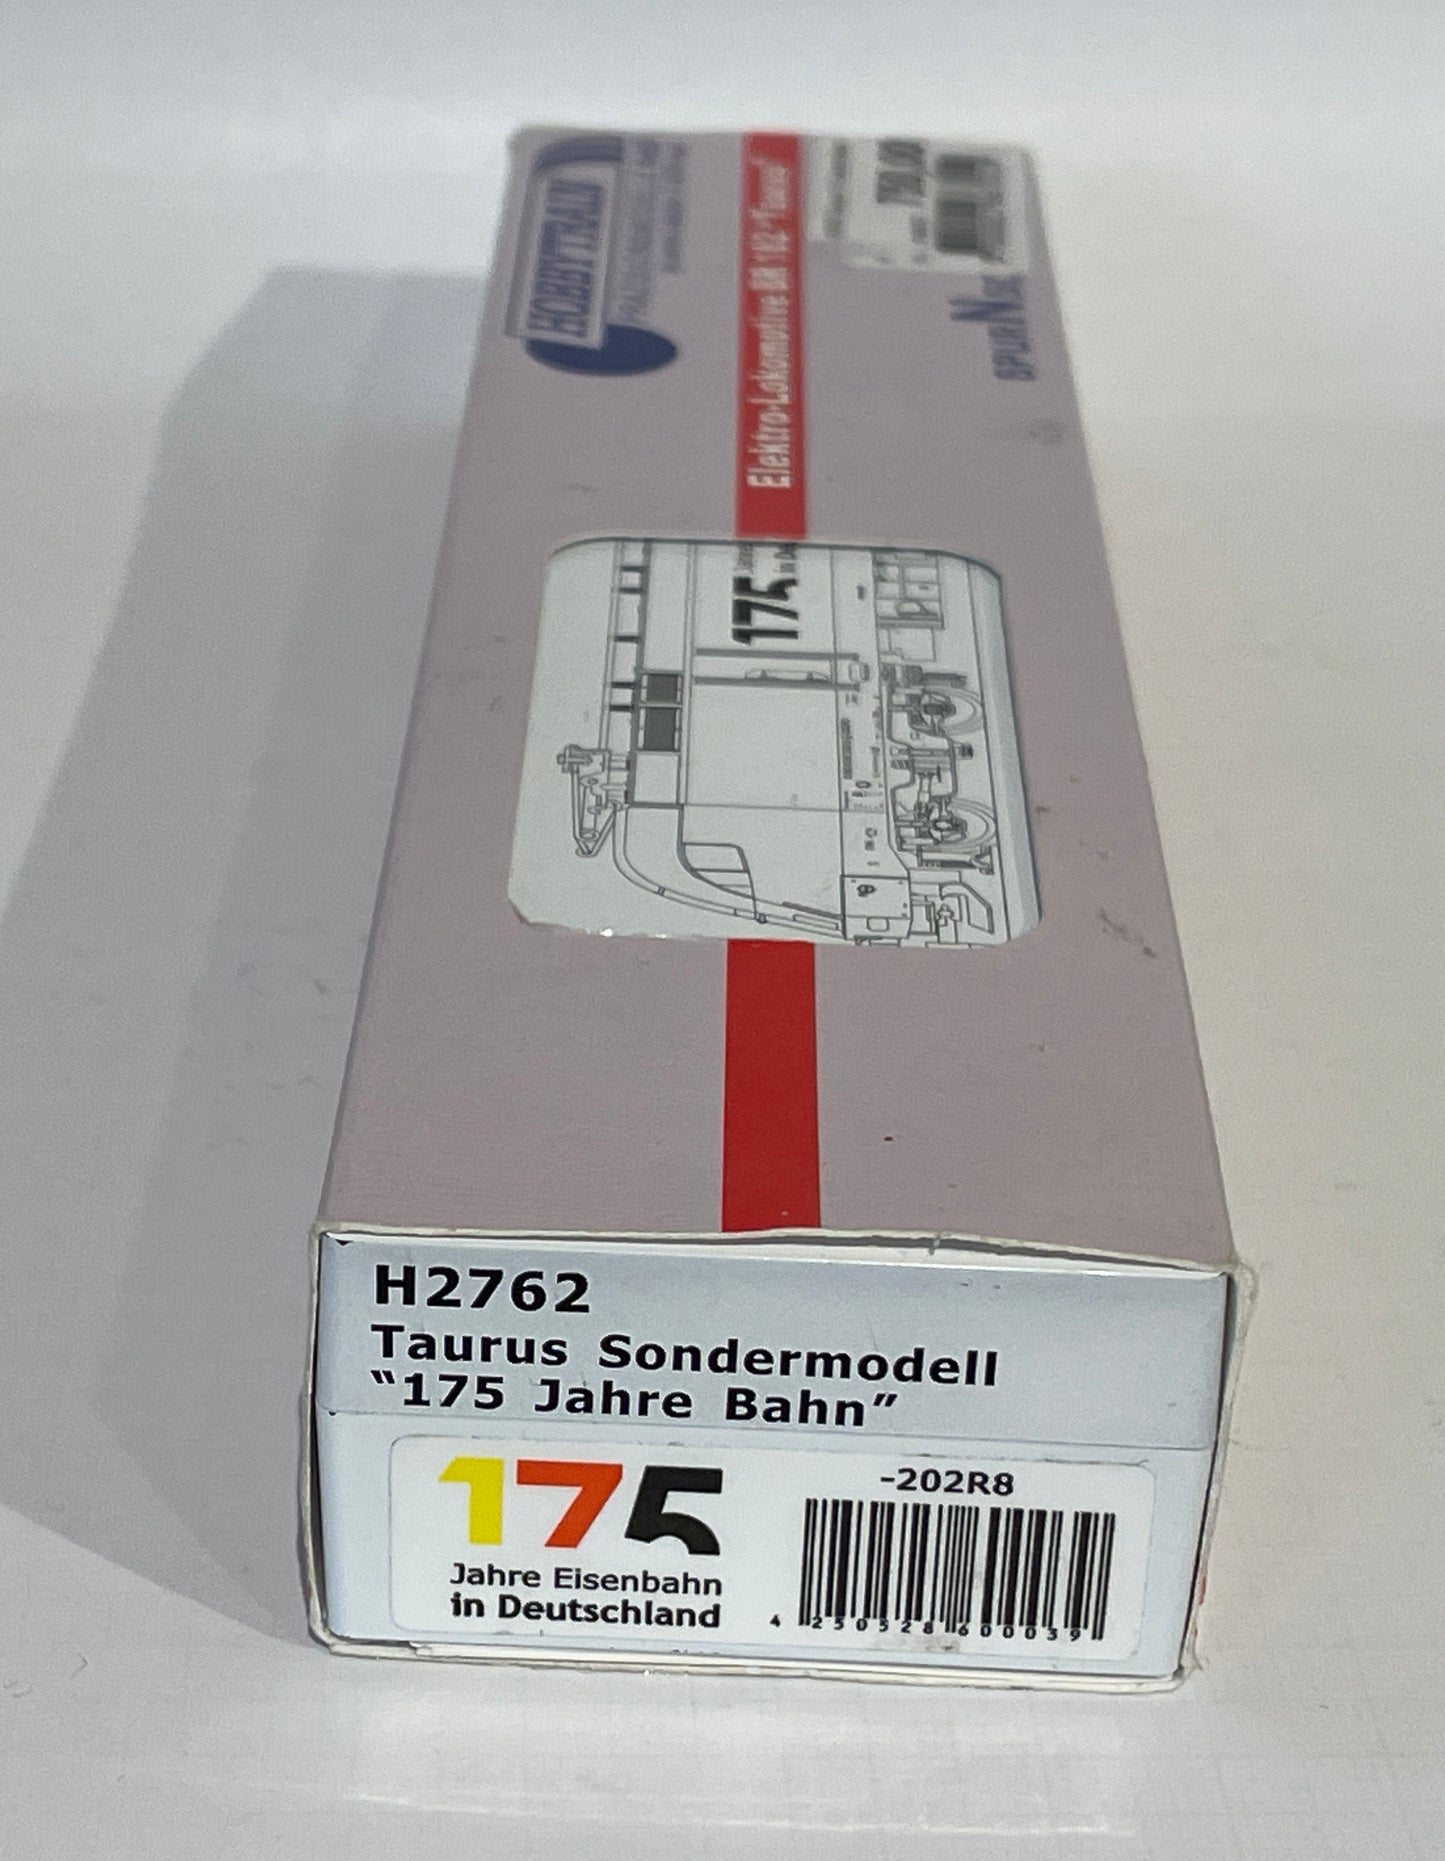 HOBBYTRAIN
Elektro-Lokomotive BR 182 "Taurus"
SPUR N
175
H2762
Taurus Sondermodell
“175 Jahre Bahn”
175
Jahre Eisenbahn
in Deutschland
-202R8
4 250528 600039